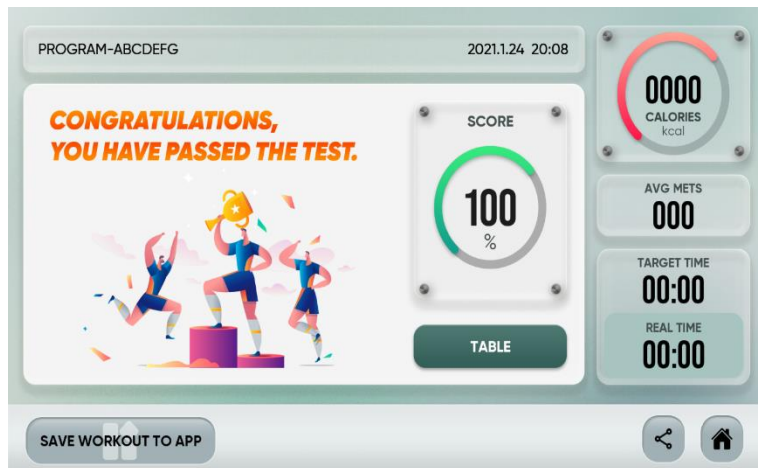 PROGRAM-ABCDEFG
2021.1.24 20:08
CONGRATULATIONS,
YOU HAVE PASSED THE TEST.
SCORE
100
%
TABLE
0000
CALORIES
kcal
AVG METS
000
TARGET TIME
00:00
REAL TIME
00:00
SAVE WORKOUT TO APP